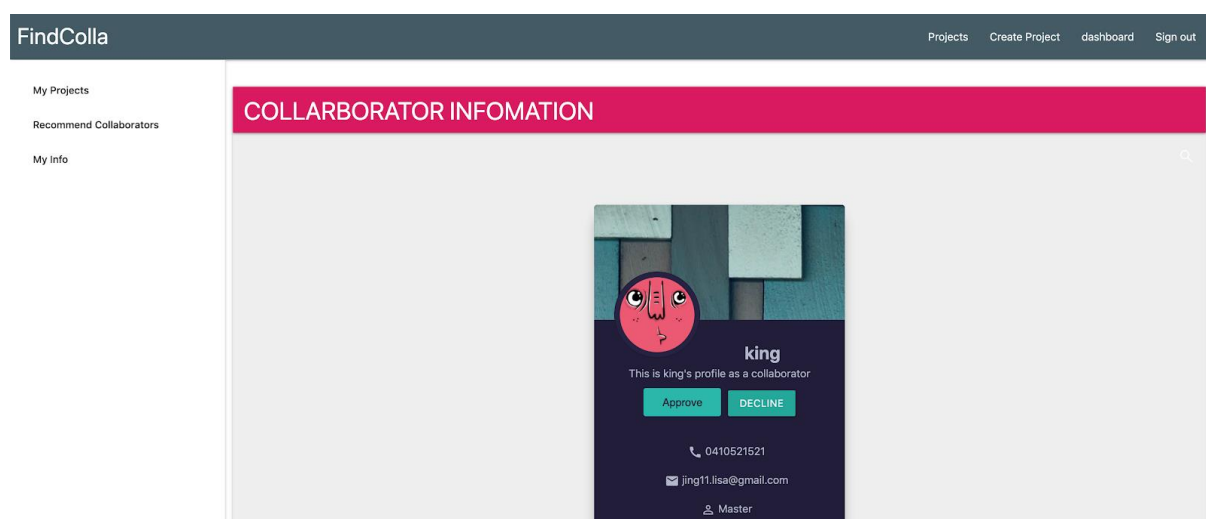 FindColla
Projects Create Project dashboard Sign out
My Projects
Recommend Collaborators
My Info
COLLARBORATOR INFOMATION
king
This is king's profile as a collaborator
Approve DECLINE
0410521521
jing11.lisa@gmail.com
Master